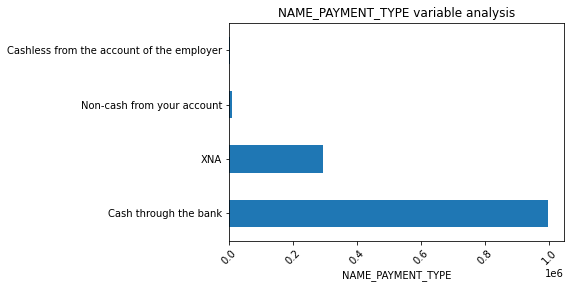 NAME_PAYMENT_TYPE variable analysis
Cashless from the account of the employer
Non-cash from your account
XNA
Cash through the bank
0.0 0.2 0.4 0.6 0.8 1.0
1e6
NAME_PAYMENT_TYPE